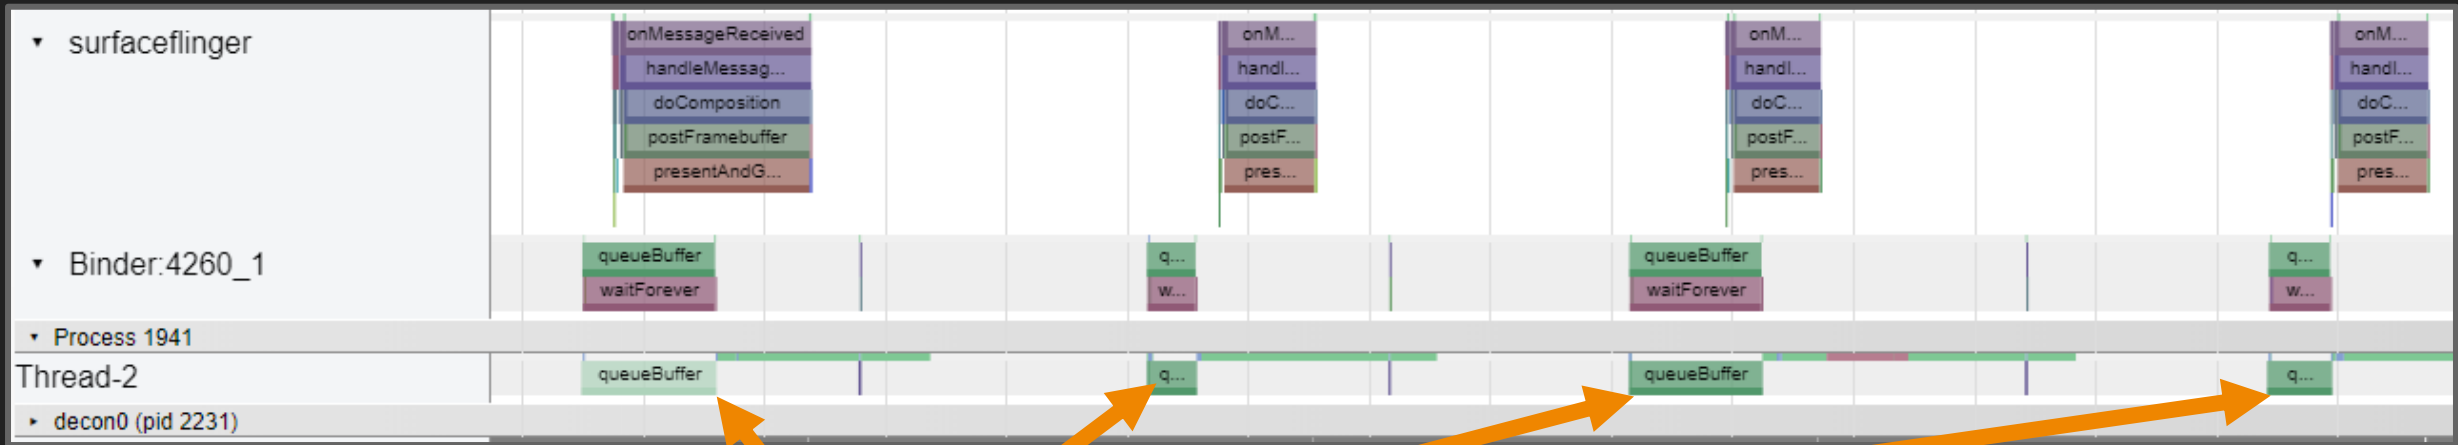 surfaceflinger
onMessageReceived onM... onM... onM...
handleMessag... handl... handl... handl...
doComposition doC... doC... doC...
postFramebuffer postF... postF... postF...
presentAndG... pres... pres... pres...
Binder:4260_1
queueBuffer q... queueBuffer q...
waitForever w... waitForever w...
Process 1941
Thread-2 queueBuffer q... queueBuffer q...
decon0 (pid 2231)